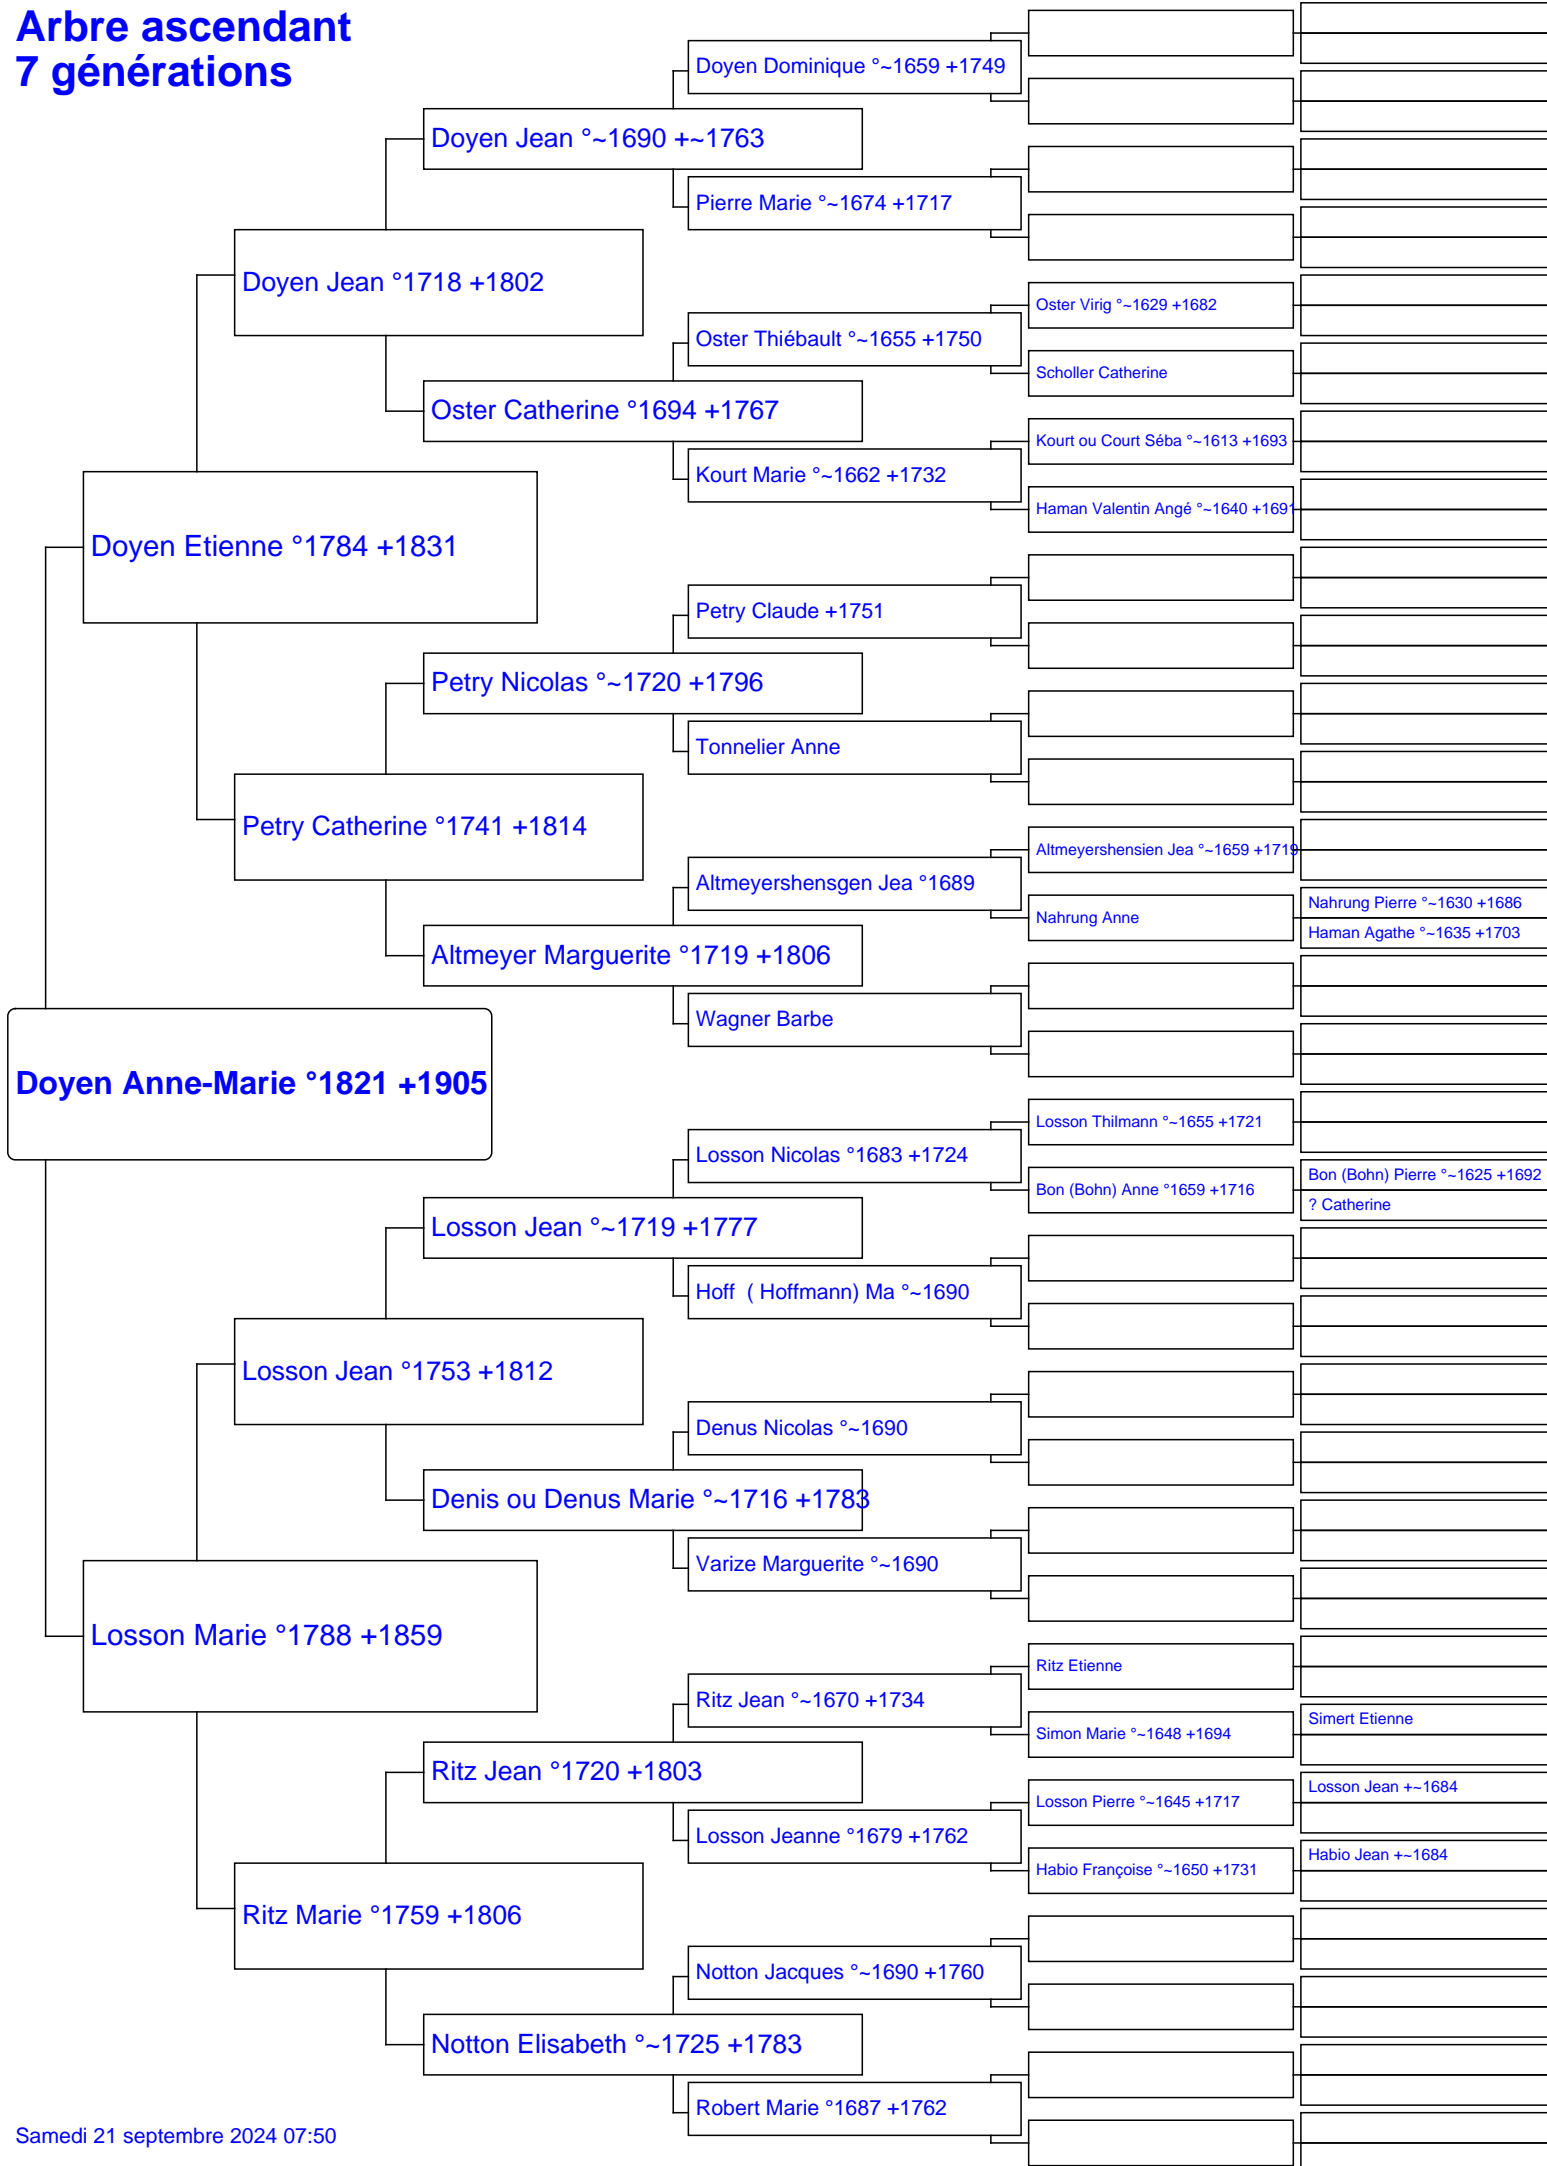 Arbre ascendant
7 générations
Doyen Dominique °~1659 +1749
Doyen Jean °~1690 +~1763
Pierre Marie °~1674 +1717
Doyen Jean °1718 +1802
Oster Virig °~1629 +1682
Oster Thiébault °~1655 +1750
Scholler Catherine
Oster Catherine °1694 +1767
Kourt ou Court Séba °~1613 +1693
Kourt Marie °~1662 +1732
Haman Valentin Angé °~1640 +1691
Doyen Etienne °1784 +1831
Petry Claude +1751
Petry Nicolas °~1720 +1796
Tonnelier Anne
Petry Catherine °1741 +1814
Altmeyershensien Jea °~1659 +1719
Altmeyershensgen Jea °1689
Nahrung Pierre °~1630 +1686
Nahrung Anne
Haman Agathe °~1635 +1703
Altmeyer Marguerite °1719 +1806
Wagner Barbe
Doyen Anne-Marie °1821 +1905
Losson Thilmann °~1655 +1721
Losson Nicolas °1683 +1724
Bon (Bohn) Pierre °~1625 +1692
Bon (Bohn) Anne °1659 +1716
? Catherine
Losson Jean °~1719 +1777
Hoff  ( Hoffmann) Ma °~1690
Losson Jean °1753 +1812
Denus Nicolas °~1690
Denis ou Denus Marie °~1716 +1783
Varize Marguerite °~1690
Losson Marie °1788 +1859
Ritz Etienne
Ritz Jean °~1670 +1734
Simert Etienne
Simon Marie °~1648 +1694
Ritz Jean °1720 +1803
Losson Jean +~1684
Losson Pierre °~1645 +1717
Losson Jeanne °1679 +1762
Habio Jean +~1684
Habio Françoise °~1650 +1731
Ritz Marie °1759 +1806
Notton Jacques °~1690 +1760
Notton Elisabeth °~1725 +1783
Robert Marie °1687 +1762
Samedi 21 septembre 2024 07:50